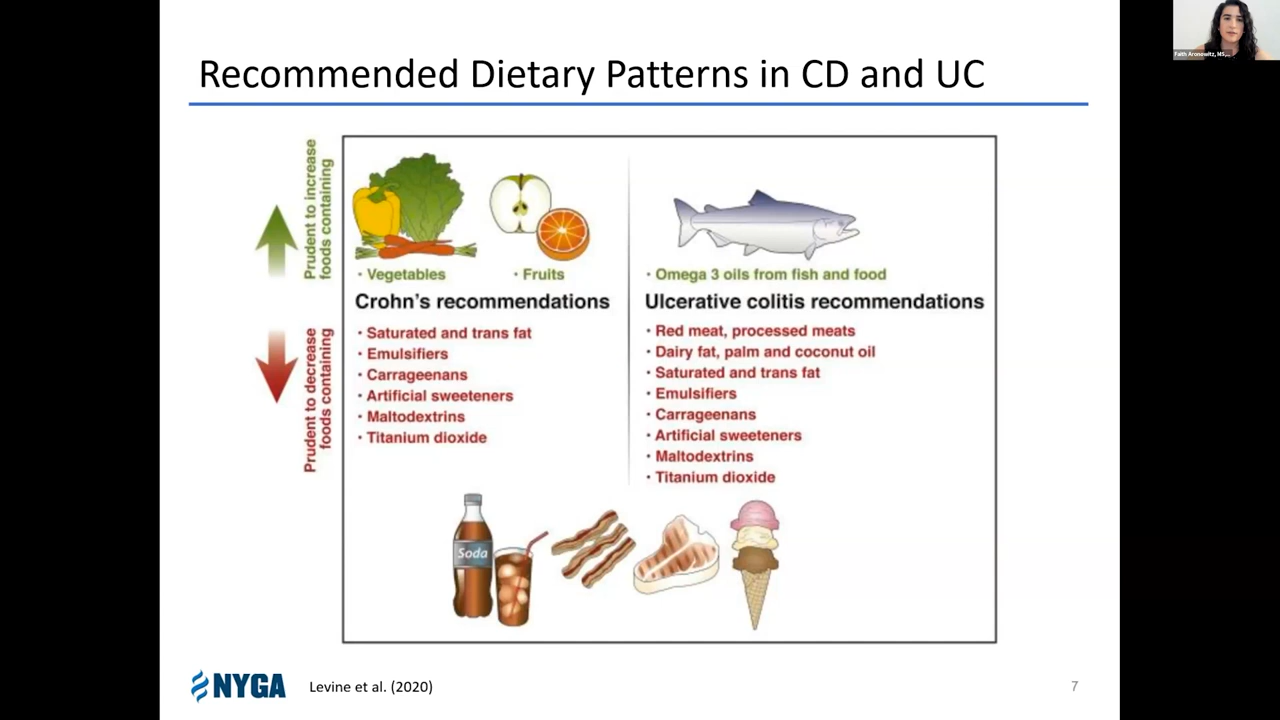 Faith Aronowitz, MS,...
Recommended Dietary Patterns in CD and UC
Prudent to increase
foods containing
· Vegetables
· Fruits
· Omega 3 oils from fish and food
Crohn's recommendations
Ulcerative colitis recommendations
Prudent to decrease
foods containing
· Saturated and trans fat
· Emulsifiers
· Carrageenans
· Artificial sweeteners
· Maltodextrins
· Titanium dioxide
· Red meat, processed meats
· Dairy fat, palm and coconut oil
· Saturated and trans fat
· Emulsifiers
· Carrageenans
· Artificial sweeteners
· Maltodextrins
· Titanium dioxide
Soda
NYGA
Levine et al. (2020)
7